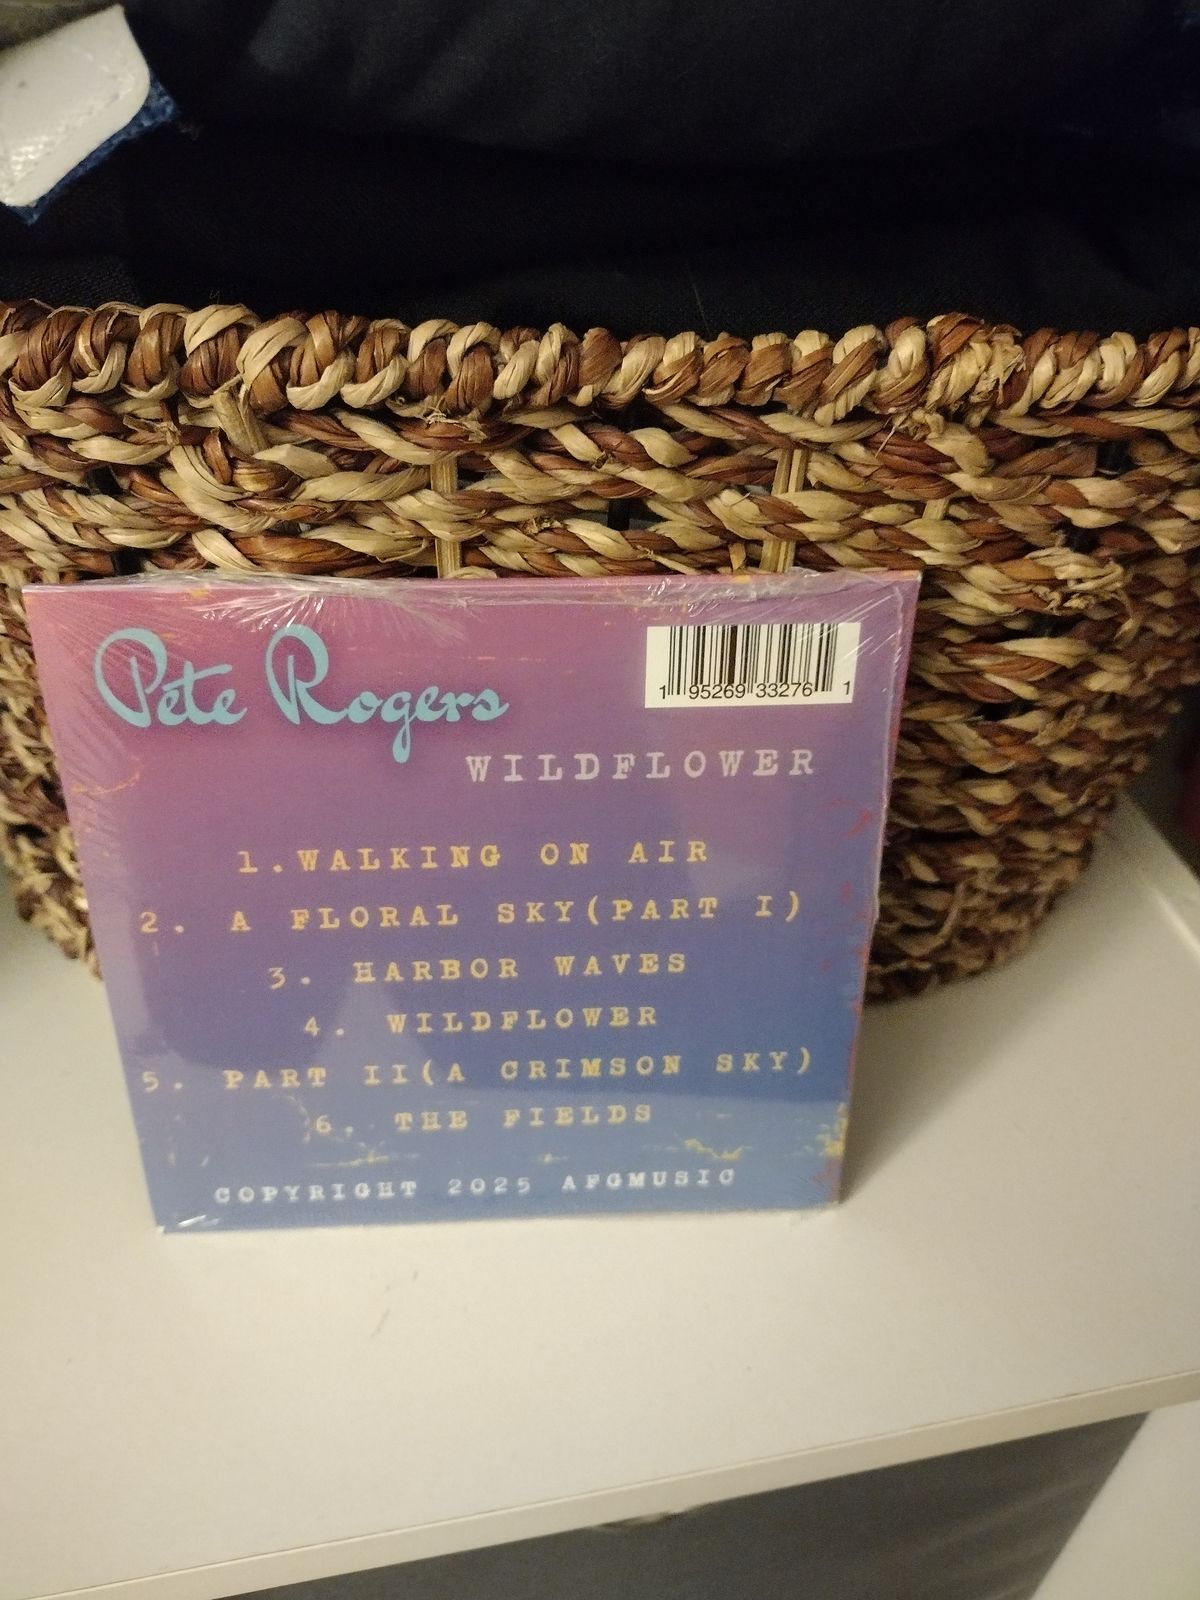 Pete Rogers
1 95269 33276 1
WILDFLOWER
1.WALKING ON AIR
2. A FLORAL SKY(PART I)
3. HARBOR WAVES
4. WILDFLOWER
5. PART II(A CRIMSON SKY)
6. THE FIELDS
COPYRIGHT 2025 AFGMUSIC